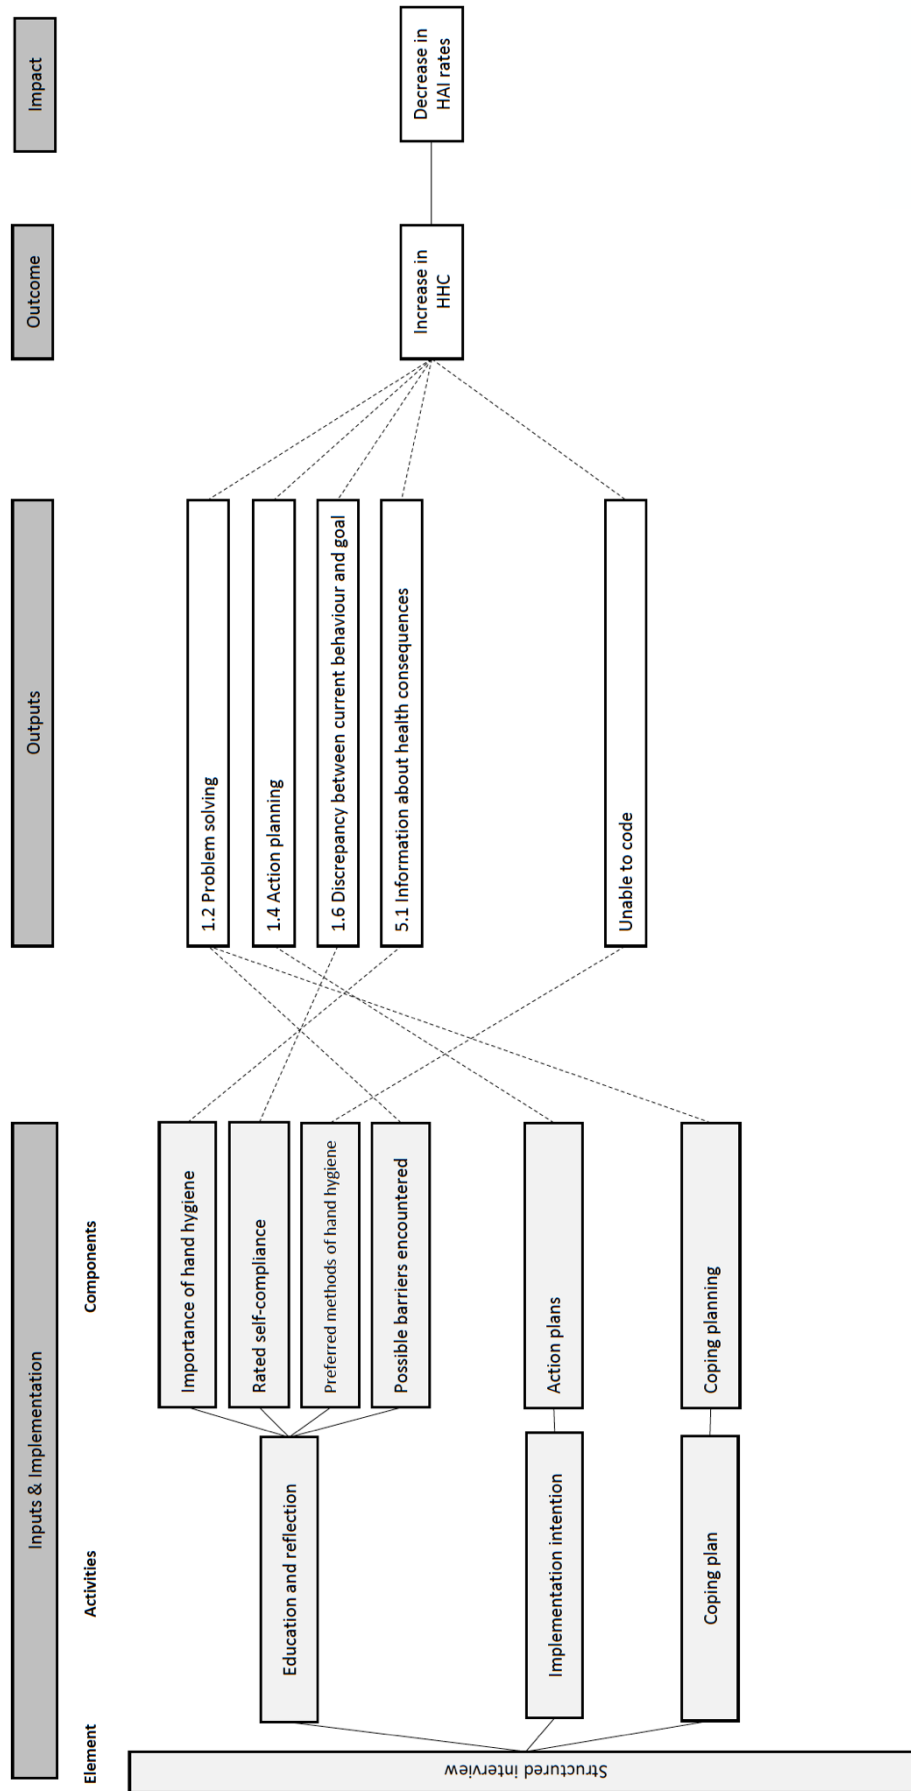 Inputs & Implementation
Outputs
Outcome
Impact
Element
Activities
Components
Structured interview
Education and reflection
Implementation intention
Coping plan
Importance of hand hygiene
Rated self-compliance
Preferred methods of hand hygiene
Possible barriers encountered
Action plans
Coping planning
1.2 Problem solving
1.4 Action planning
1.6 Discrepancy between current behaviour and goal
5.1 Information about health consequences
Unable to code
Increase in
HHC
Decrease in
HAI rates